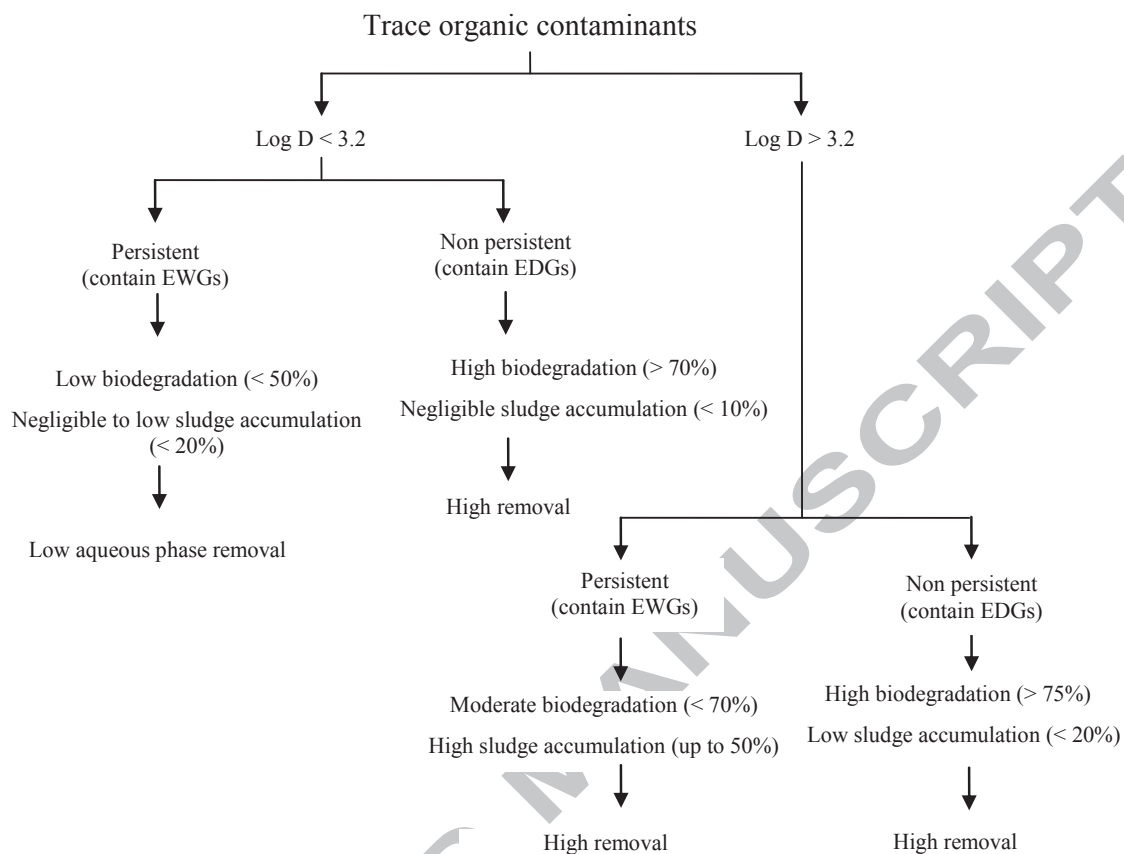 Trace organic contaminants
Log D < 3.2
Log D > 3.2
Persistent
(contain EWGs)
Non persistent
(contain EDGs)
Low biodegradation (< 50%)
Negligible to low sludge accumulation
(< 20%)
High biodegradation (> 70%)
Negligible sludge accumulation (< 10%)
High removal
Low aqueous phase removal
Persistent
(contain EWGs)
Non persistent
(contain EDGs)
Moderate biodegradation (< 70%)
High sludge accumulation (up to 50%)
High biodegradation (> 75%)
Low sludge accumulation (< 20%)
High removal
High removal
MANUSCRIPT